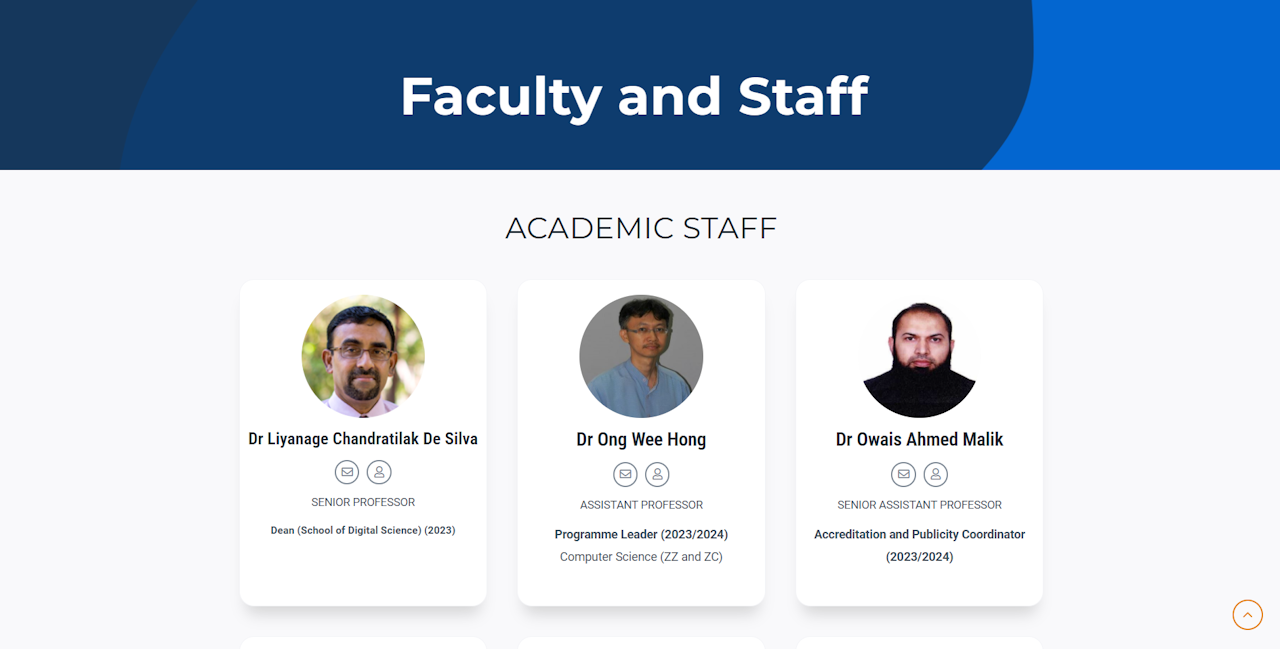 Faculty and Staff
ACADEMIC STAFF
Dr Liyanage Chandratilak De Silva
SENIOR PROFESSOR
Dean (School of Digital Science) (2023)
Dr Ong Wee Hong
ASSISTANT PROFESSOR
Programme Leader (2023/2024)
Computer Science (ZZ and ZC)
Dr Owais Ahmed Malik
SENIOR ASSISTANT PROFESSOR
Accreditation and Publicity Coordinator
(2023/2024)